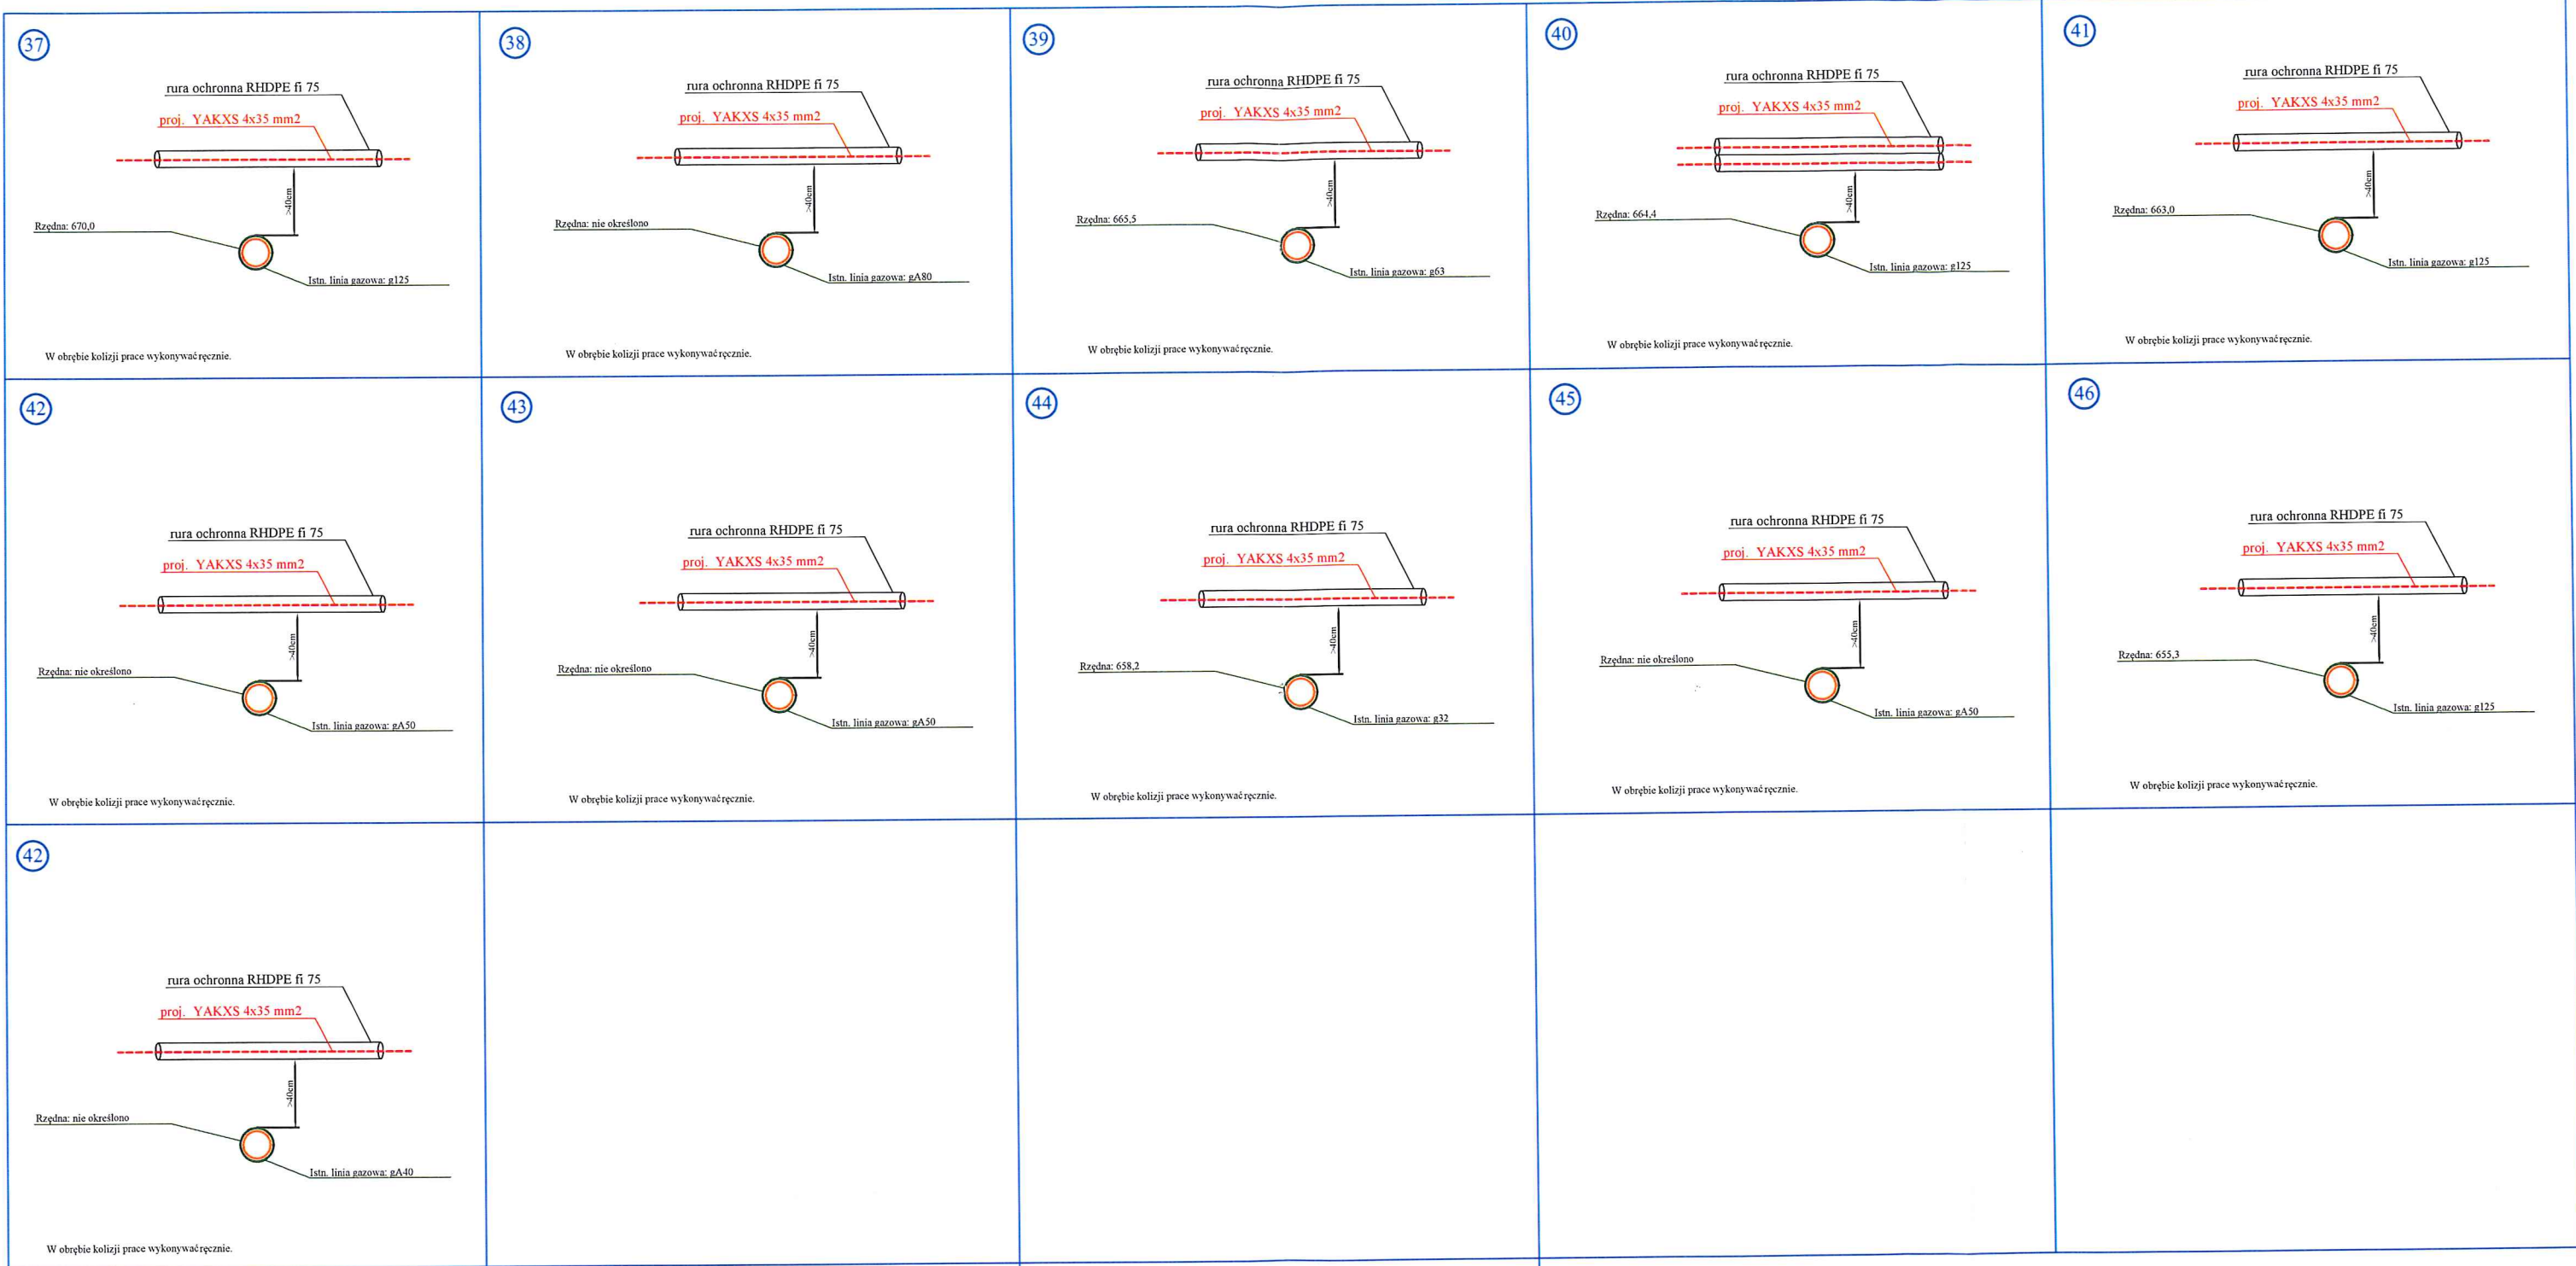 37
rura ochronna RHDPE fi 75
proj. YAKXS 4x35 mm2
>40cm
Rzędna: 670,0
Istn. linia gazowa: g125
W obrębie kolizji prace wykonywać ręcznie.
38
rura ochronna RHDPE fi 75
proj. YAKXS 4x35 mm2
>40cm
Rzędna: nie określono
Istn. linia gazowa: gA80
W obrębie kolizji prace wykonywać ręcznie.
39
rura ochronna RHDPE fi 75
proj. YAKXS 4x35 mm2
>40cm
Rzędna: 665,5
Istn. linia gazowa: g63
W obrębie kolizji prace wykonywać ręcznie.
40
rura ochronna RHDPE fi 75
proj. YAKXS 4x35 mm2
>40cm
Rzędna: 664,4
Istn. linia gazowa: g125
W obrębie kolizji prace wykonywać ręcznie.
41
rura ochronna RHDPE fi 75
proj. YAKXS 4x35 mm2
>40cm
Rzędna: 663,0
Istn. linia gazowa: g125
W obrębie kolizji prace wykonywać ręcznie.
42
rura ochronna RHDPE fi 75
proj. YAKXS 4x35 mm2
>40cm
Rzędna: nie określono
Istn. linia gazowa: gA50
W obrębie kolizji prace wykonywać ręcznie.
43
rura ochronna RHDPE fi 75
proj. YAKXS 4x35 mm2
>40cm
Rzędna: nie określono
Istn. linia gazowa: gA50
W obrębie kolizji prace wykonywać ręcznie.
44
rura ochronna RHDPE fi 75
proj. YAKXS 4x35 mm2
>40cm
Rzędna: 658,2
Istn. linia gazowa: g32
W obrębie kolizji prace wykonywać ręcznie.
45
rura ochronna RHDPE fi 75
proj. YAKXS 4x35 mm2
>40cm
Rzędna: nie określono
Istn. linia gazowa: gA50
W obrębie kolizji prace wykonywać ręcznie.
46
rura ochronna RHDPE fi 75
proj. YAKXS 4x35 mm2
>40cm
Rzędna: 655,3
Istn. linia gazowa: g125
W obrębie kolizji prace wykonywać ręcznie.
42
rura ochronna RHDPE fi 75
proj. YAKXS 4x35 mm2
>40cm
Rzędna: nie określono
Istn. linia gazowa: gA40
W obrębie kolizji prace wykonywać ręcznie.